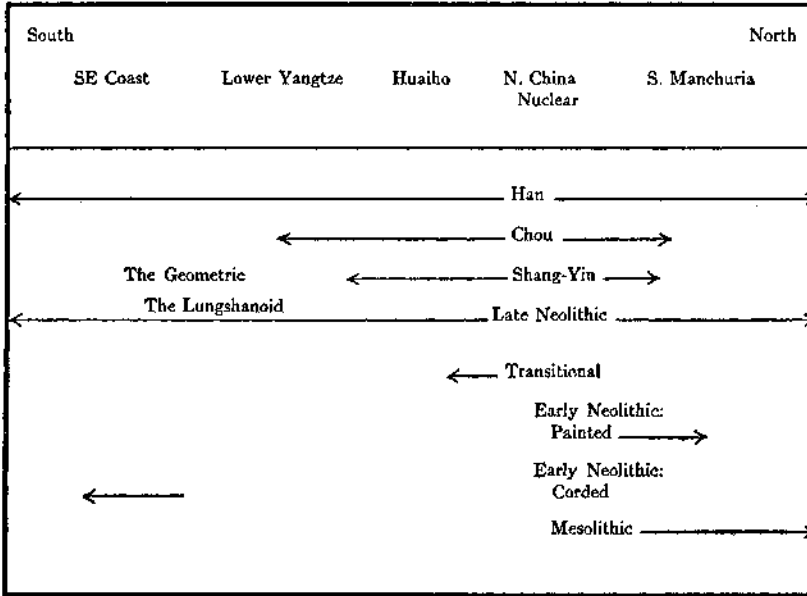 South North
SE Coast Lower Yangtze Huaiho N. China S. Manchuria
Nuclear
Han
Chou
The Geometric Shang-Yin
The Lungshanoid
Late Neolithic
Transitional
Early Neolithic:
Painted
Early Neolithic:
Corded
Mesolithic